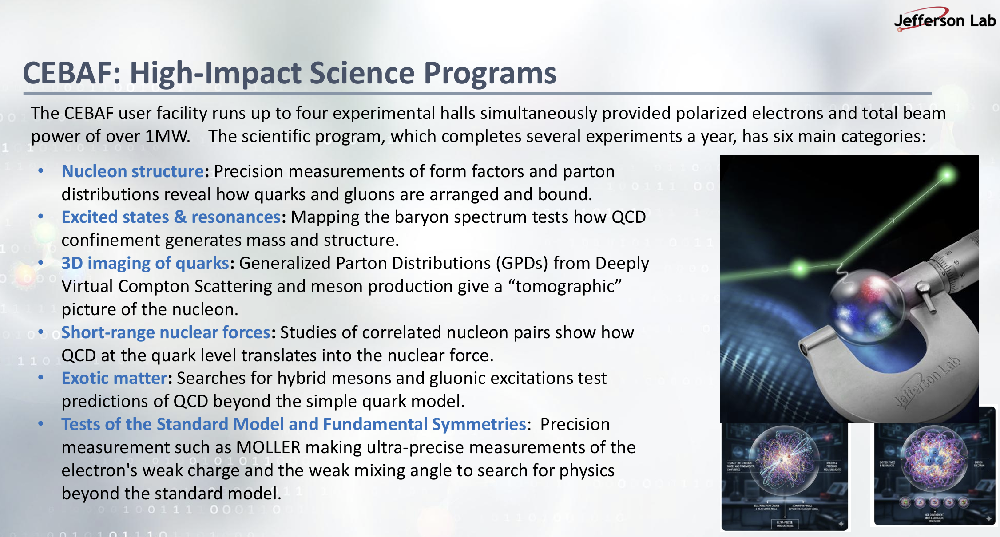 Jefferson Lab
CEBAF: High-Impact Science Programs
The CEBAF user facility runs up to four experimental halls simultaneously provided polarized electrons and total beam
power of over 1MW. The scientific program, which completes several experiments a year, has six main categories:
• Nucleon structure: Precision measurements of form factors and parton
distributions reveal how quarks and gluons are arranged and bound.
• Excited states & resonances: Mapping the baryon spectrum tests how QCD
confinement generates mass and structure.
• 3D imaging of quarks: Generalized Parton Distributions (GPDs) from Deeply
Virtual Compton Scattering and meson production give a “tomographic”
picture of the nucleon.
• Short-range nuclear forces: Studies of correlated nucleon pairs show how
QCD at the quark level translates into the nuclear force.
• Exotic matter: Searches for hybrid mesons and gluonic excitations test
predictions of QCD beyond the simple quark model.
• Tests of the Standard Model and Fundamental Symmetries: Precision
measurement such as MOLLER making ultra-precise measurements of the
electron's weak charge and the weak mixing angle to search for physics
beyond the standard model.
20
15
10
0
Jefferson Lab
TESTS OF THE STANDARD
MODEL AND FUNDAMENTAL
MOLLER &
PRECISION
MEASUREMENTS
ELECTRON'S WEAK CHARGE
& WEAK MIXING ANGLE
SEARCH FOR PHYSICS
BEYOND THE STANDARD MODEL
ULTRA-PRECISE
MEASUREMENTS
EXCITED STATES
& RESONANCES
u
u d
BARYON
SPECTRUM
CONFINEMENT:
MASS & STRUCTURE
GENERATION